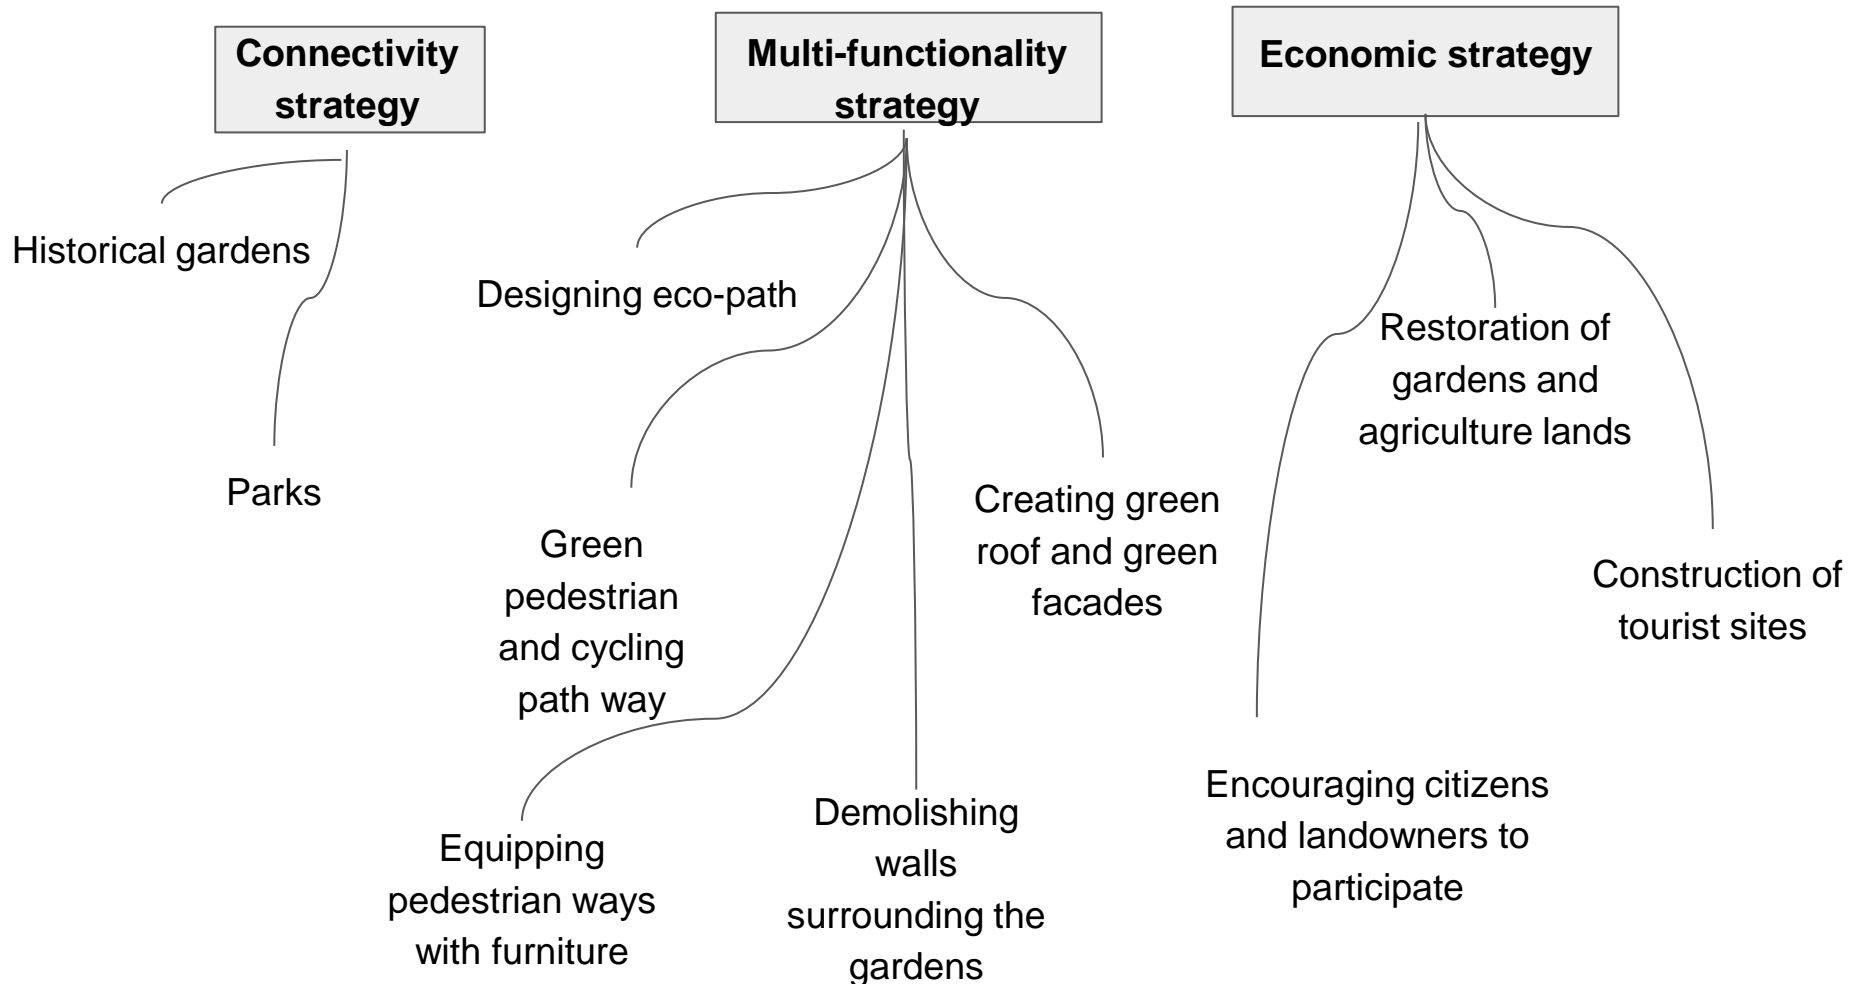 Connectivity
strategy
Historical gardens
Parks
Multi-functionality
strategy
Designing eco-path
Green
pedestrian
and cycling
path way
Equipping
pedestrian ways
with furniture
Demolishing
walls
surrounding the
gardens
Creating green
roof and green
facades
Economic strategy
Restoration of
gardens and
agriculture lands
Construction of
tourist sites
Encouraging citizens
and landowners to
participate